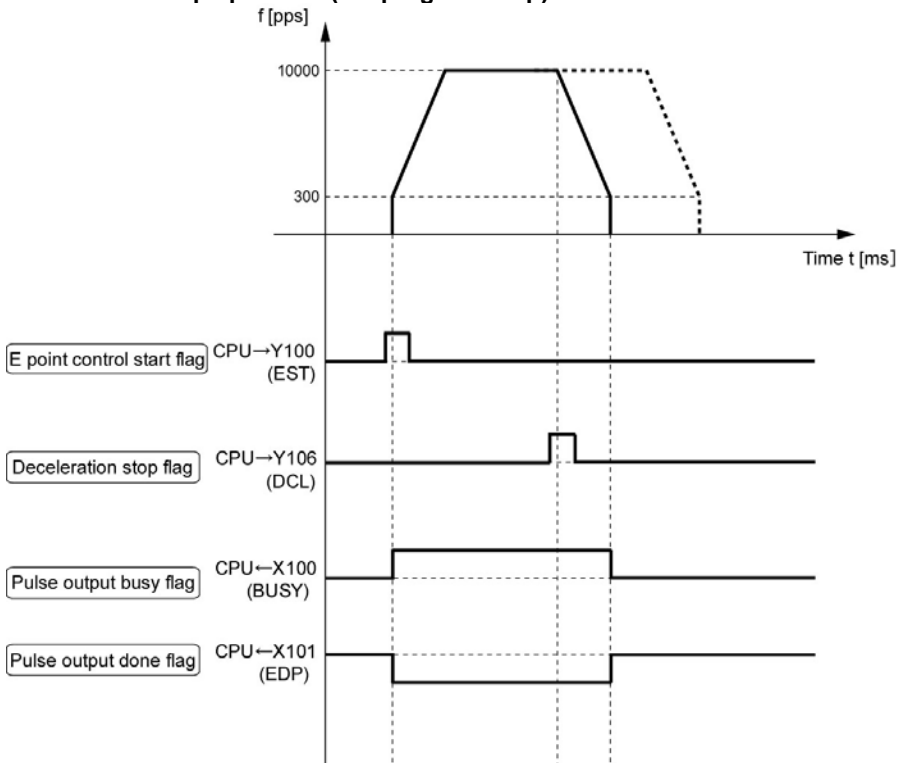 f [pps]
10000
300
Time t [ms]
E point control start flag
CPU→Y100
(EST)
Deceleration stop flag
CPU→Y106
(DCL)
Pulse output busy flag
CPU←X100
(BUSY)
Pulse output done flag
CPU←X101
(EDP)